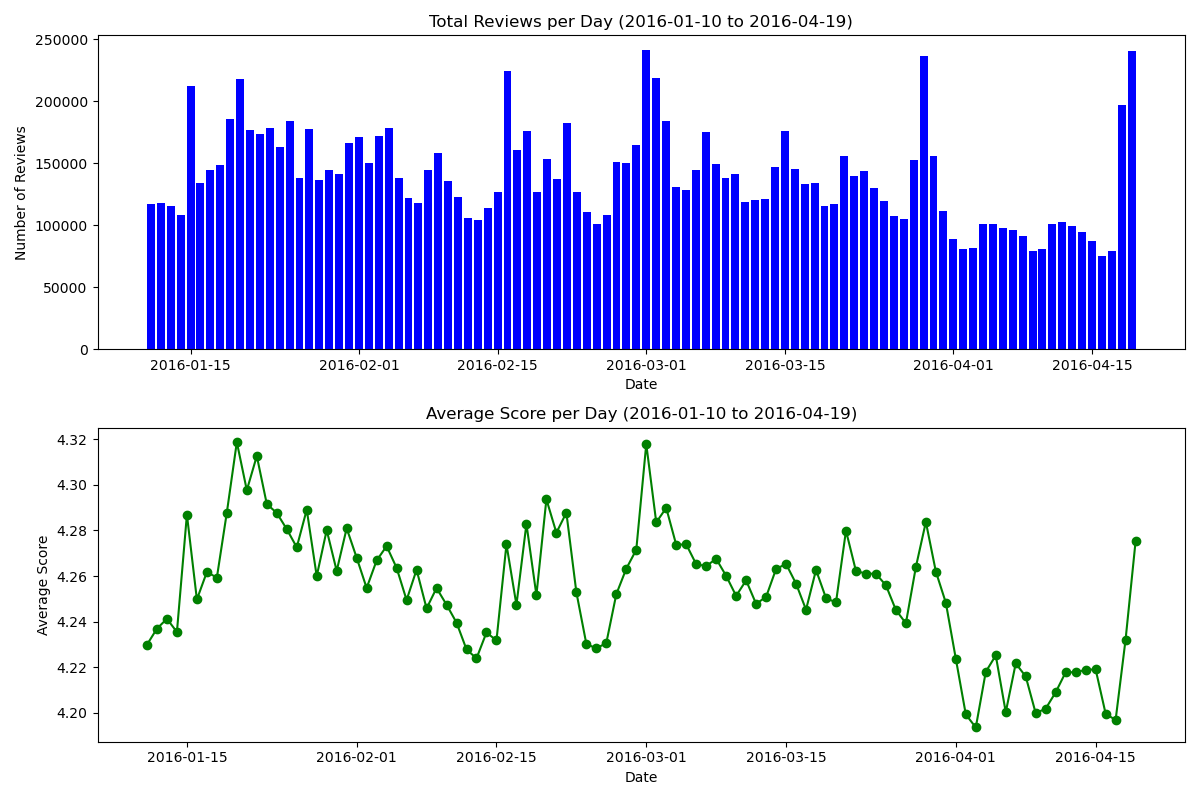 Total Reviews per Day (2016-01-10 to 2016-04-19)
250000
200000
150000
100000
50000
0
Number of Reviews
2016-01-15 2016-02-01 2016-02-15 2016-03-01 2016-03-15 2016-04-01 2016-04-15
Date
Average Score per Day (2016-01-10 to 2016-04-19)
4.32
4.30
4.28
4.26
4.24
4.22
4.20
Average Score
2016-01-15 2016-02-01 2016-02-15 2016-03-01 2016-03-15 2016-04-01 2016-04-15
Date